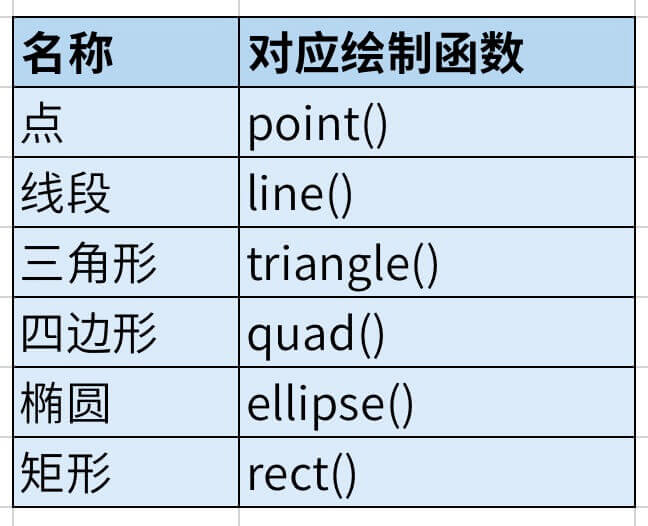 名称 对应绘制函数
点 point()
线段 line()
三角形 triangle()
四边形 quad()
椭圆 ellipse()
矩形 rect()